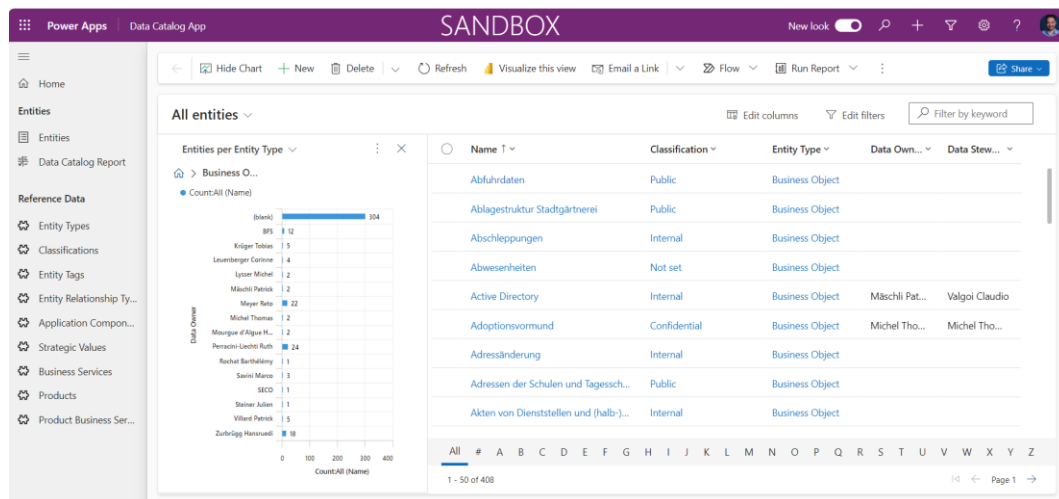 Power Apps Data Catalog App SANDBOX New look
Hide Chart New Delete Refresh Visualize this view Email a Link Flow Run Report Share
Home
Entities
Entities
Data Catalog Report
Reference Data
Entity Types
Classifications
Entity Tags
Entity Relationship Ty...
Application Compon...
Strategic Values
Business Services
Products
Product Business Ser...
All entities Edit columns Edit filters Filter by keyword
Entities per Entity Type
Business O...
Count:All (Name)
Data Owner
(blank) 304
BFS 12
Krüger Tobias 5
Leuenberger Corinne 4
Lysser Michel 2
Mäschli Patrick 2
Meyer Reto 22
Michel Thomas 2
Mourgue d'Algue H... 2
Perracini-Liechti Ruth 24
Rochat Barthélémy 1
Savini Marco 3
SECO 1
Steiner Julien 1
Villard Patrick 5
Zurbrügg Hansruedi 18
0 100 200 300 400
Count:All (Name)
Name Classification Entity Type Data Own... Data Stew...
Abfuhrdaten Public Business Object
Ablagestruktur Stadtgärtnerei Public Business Object
Abschleppungen Internal Business Object
Abwesenheiten Not set Business Object
Active Directory Internal Business Object Mäschli Pat... Valgoi Claudio
Adoptionsvormund Confidential Business Object Michel Tho... Michel Tho...
Adressänderung Internal Business Object
Adressen der Schulen und Tagessch... Public Business Object
Akten von Dienststellen und (halb-)... Internal Business Object
All # A B C D E F G H I J K L M N O P Q R S T U V W X Y Z
1 - 50 of 408 Page 1